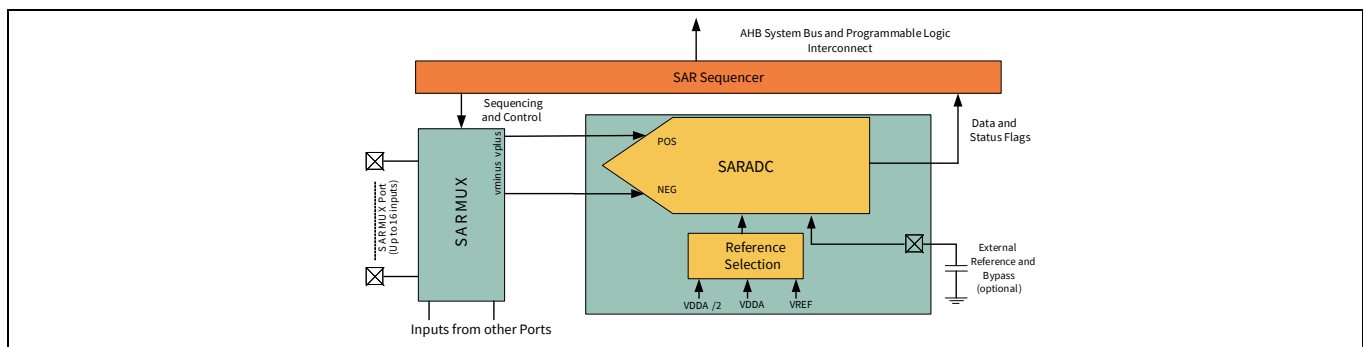 AHB System Bus and Programmable Logic
Interconnect
SAR Sequencer
Sequencing
and Control
Data and
Status Flags
vminus vplus
POS
SARADC
NEG
SARMUX Port
(Up to 16 inputs)
SARMUX
Reference
Selection
External
Reference and
Bypass
(optional)
VDDA /2 VDDA VREF
Inputs from other Ports